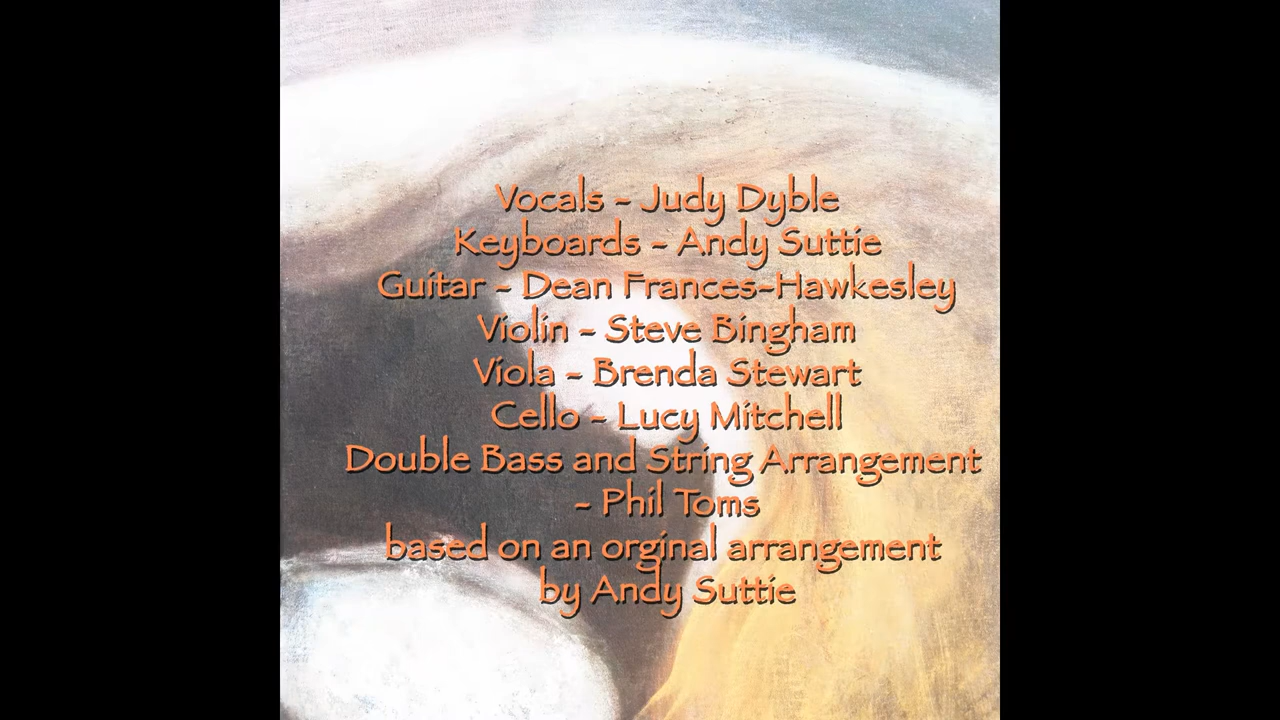 Vocals - Judy Dyble
Keyboards - Andy Suttie
Guitar - Dean Frances-Hawkesley
Violin - Steve Bingham
Viola - Brenda Stewart
Cello - Lucy Mitchell
Double Bass and String Arrangement
- Phil Toms
based on an orginal arrangement
by Andy Suttie